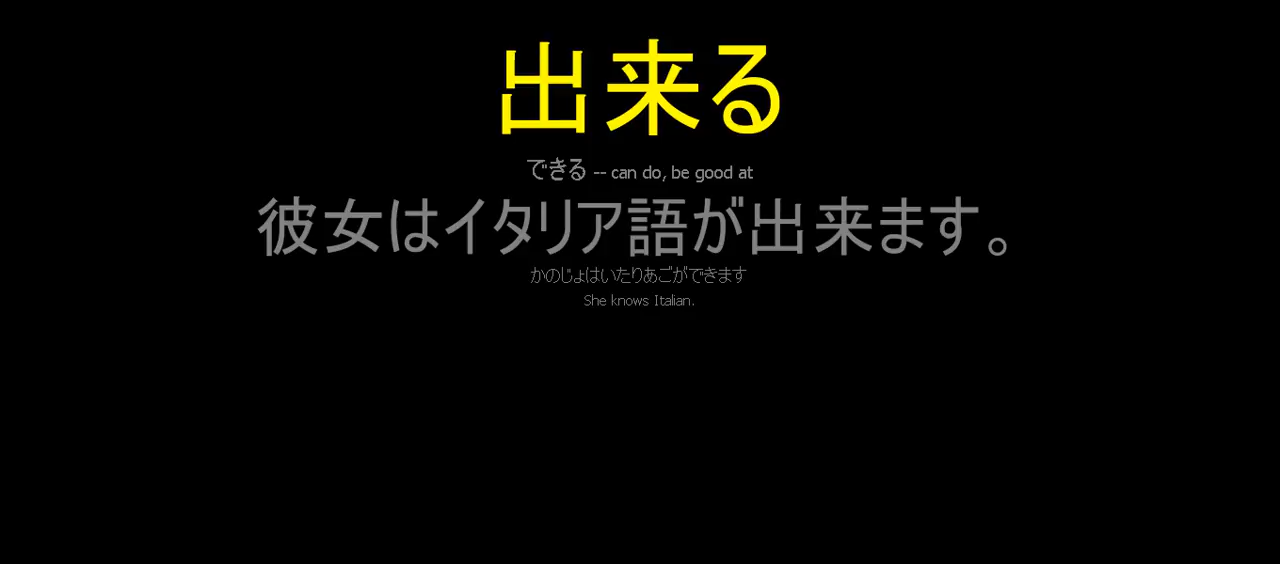 出来る
できる -- can do, be good at
彼女はイタリア語が出来ます。
かのじょはいたりあごができます
She knows Italian.